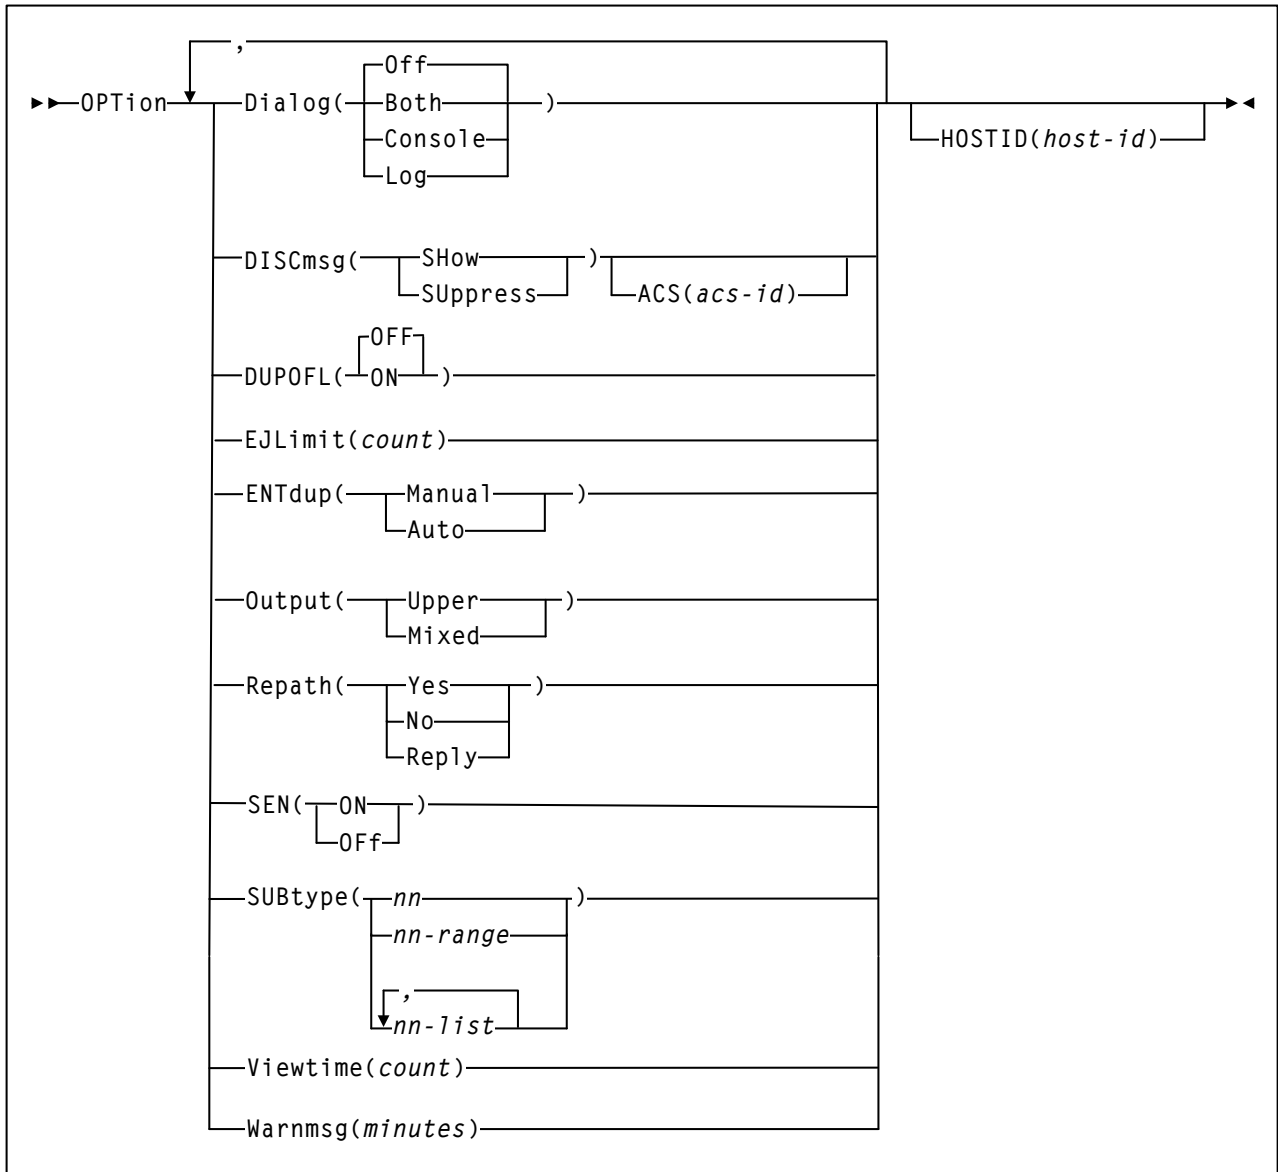 ,
Off
OPTion Dialog( Both )
Console HOSTID(host-id)
Log
DISCmsg( SHow )
SUppress ACS(acs-id)
OFF
DUPOFL( ON )
EJLimit(count)
ENTdup( Manual )
Auto
Output( Upper )
Mixed
Repath( Yes )
No
Reply
SEN( ON )
OFf
SUBtype( nn )
nn-range
,
nn-list
Viewtime(count)
Warnmsg(minutes)